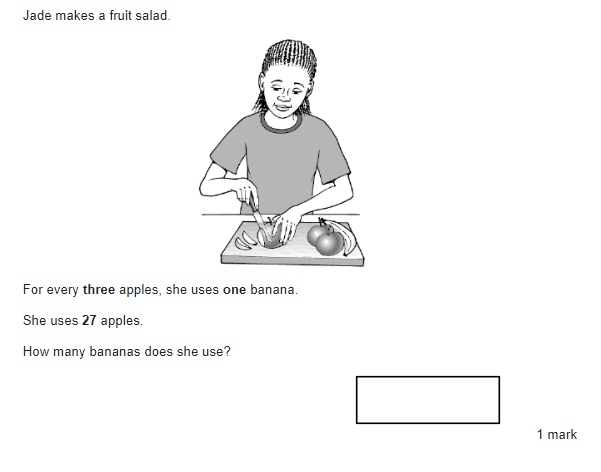 Jade makes a fruit salad.
For every three apples, she uses one banana.
She uses 27 apples.
How many bananas does she use?
1 mark